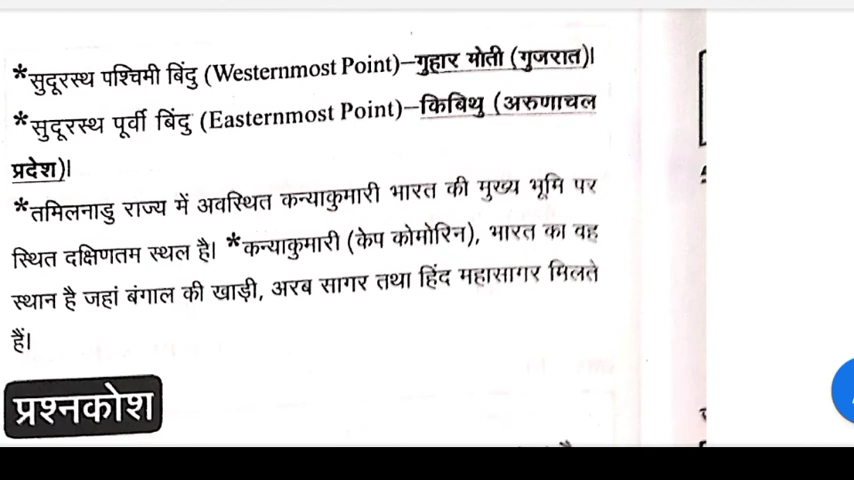 *सुदूरस्थ पश्चिमी बिंदु (Westernmost Point)–गुहार मोती (गुजरात)।
*सुदूरस्थ पूर्वी बिंदु (Easternmost Point)–किबिथु (अरुणाचल
प्रदेश)।
*तमिलनाडु राज्य में अवस्थित कन्याकुमारी भारत की मुख्य भूमि पर
स्थित दक्षिणतम स्थल है। *कन्याकुमारी (केप कोमोरिन), भारत का वह
स्थान है जहां बंगाल की खाड़ी, अरब सागर तथा हिंद महासागर मिलते
हैं।
प्रश्नकोश